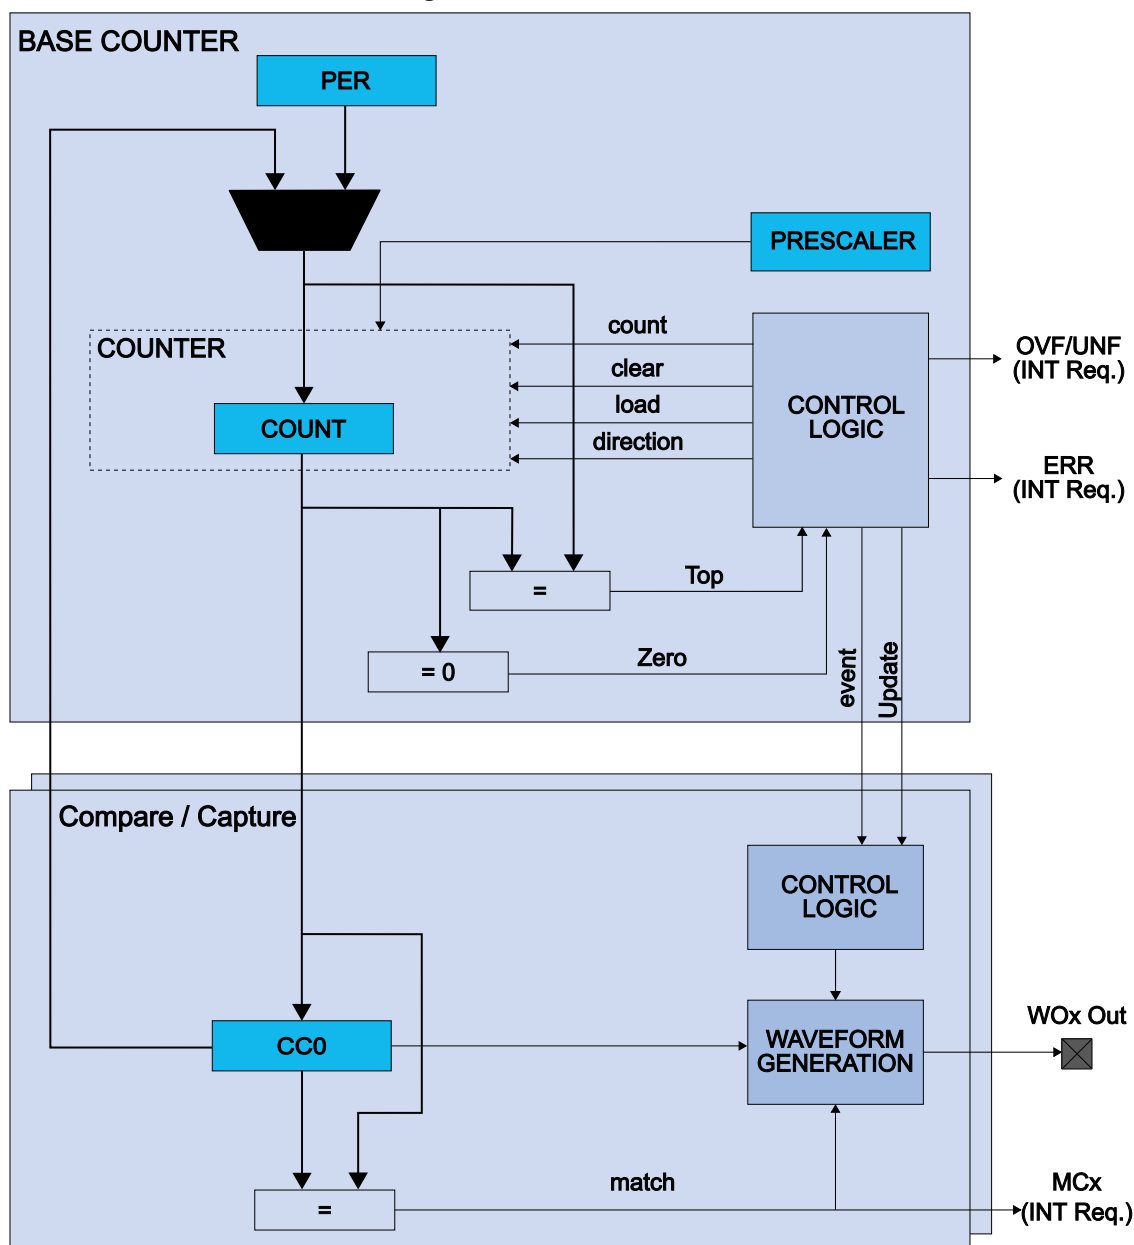 BASE COUNTER
PER
PRESCALER
COUNTER
count
clear
load
direction
COUNT
CONTROL
LOGIC
OVF/UNF
(INT Req.)
ERR
(INT Req.)
=
Top
= 0
Zero
event
Update
Compare / Capture
CONTROL
LOGIC
CC0
WAVEFORM
GENERATION
WOx Out
=
match
MCx
(INT Req.)